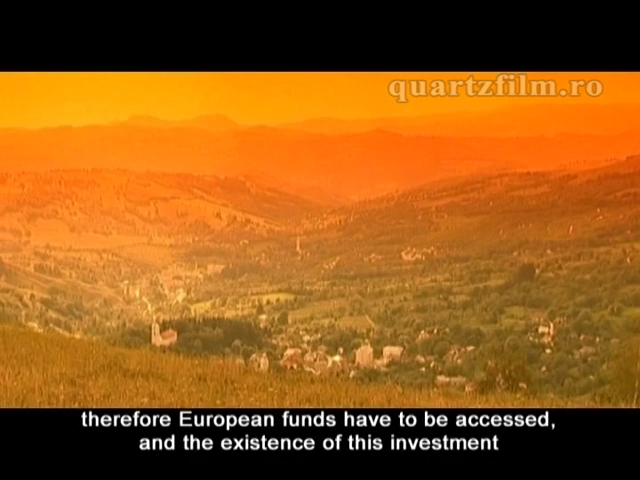 quartzfilm.ro
therefore European funds have to be accessed,
and the existence of this investment